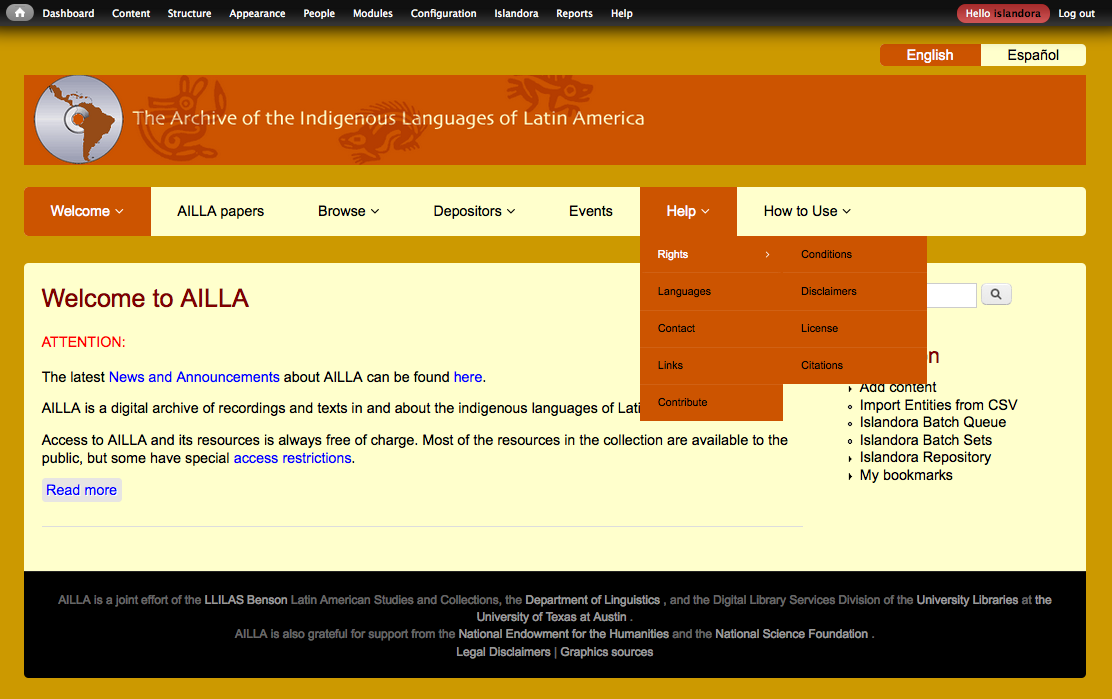 Dashboard Content Structure Appearance People Modules Configuration Islandora Reports Help Hello islandora Log out
English Español
The Archive of the Indigenous Languages of Latin America
Welcome AILLA papers Browse Depositors Events Help How to Use
Rights Conditions
Languages Disclaimers
Contact License
Links Citations
Contribute
Welcome to AILLA
ATTENTION:
The latest News and Announcements about AILLA can be found here.
AILLA is a digital archive of recordings and texts in and about the indigenous languages of
Access to AILLA and its resources is always free of charge. Most of the resources in the collection are available to the
public, but some have special access restrictions.
Read more
Add content
Import Entities from CSV
Islandora Batch Queue
Islandora Batch Sets
Islandora Repository
My bookmarks
AILLA is a joint effort of the LLILAS Benson Latin American Studies and Collections, the Department of Linguistics , and the Digital Library Services Division of the University Libraries at the
University of Texas at Austin .
AILLA is also grateful for support from the National Endowment for the Humanities and the National Science Foundation .
Legal Disclaimers | Graphics sources